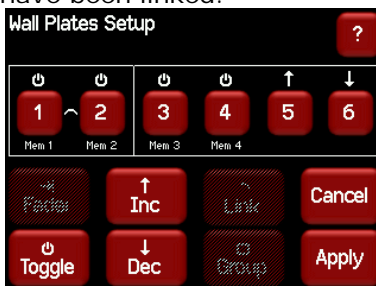 have been linked.
Wall Plates Setup
?
1 2 3 4 5 6
Mem 1 Mem 2 Mem 3 Mem 4
Fader Inc Link Cancel
Toggle Dec Group Apply